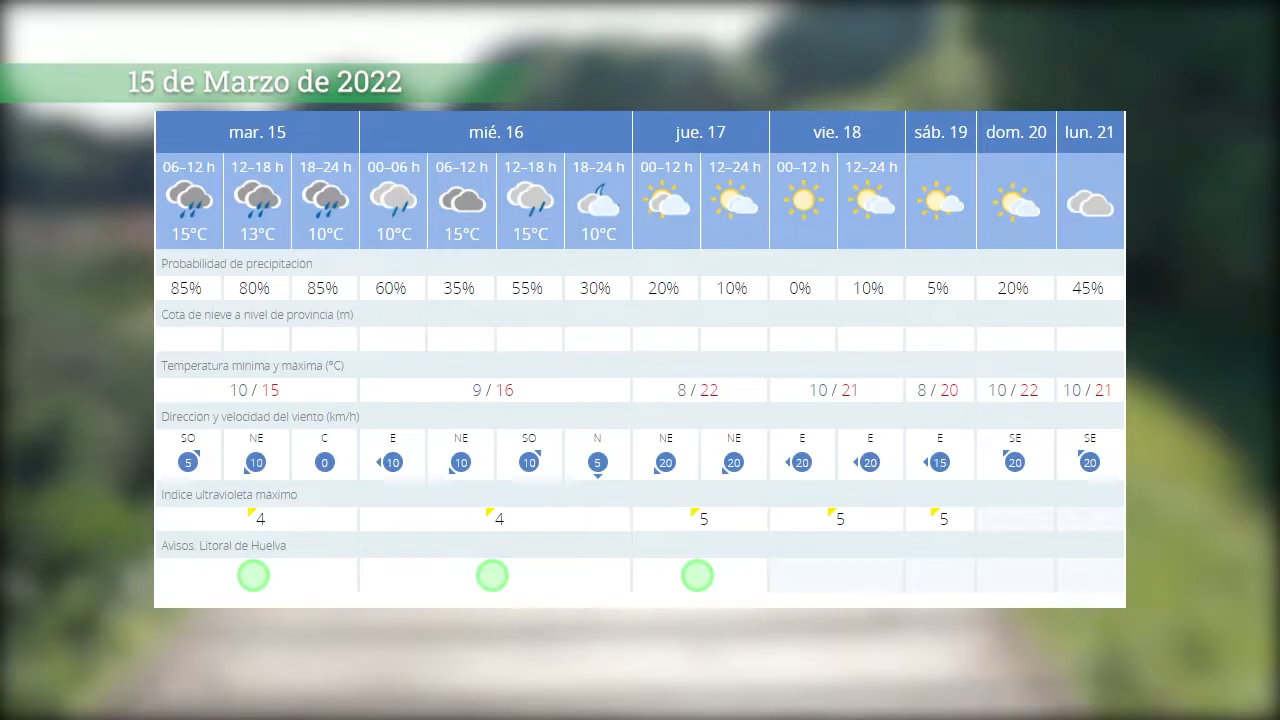 15 de Marzo de 2022
mar. 15 mié. 16 jue. 17 vie. 18 sáb. 19 dom. 20 lun. 21
06–12 h 12–18 h 18–24 h 00–06 h 06–12 h 12–18 h 18–24 h 00–12 h 12–24 h 00–12 h 12–24 h
15°C 13°C 10°C 10°C 15°C 15°C 10°C
Probabilidad de precipitación
85% 80% 85% 60% 35% 55% 30% 20% 10% 0% 10% 5% 20% 45%
Cota de nieve a nivel de provincia (m)
Temperatura mínima y máxima (°C)
10 / 15 9 / 16 8 / 22 10 / 21 8 / 20 10 / 22 10 / 21
Dirección y velocidad del viento (km/h)
SO NE C E NE SO N NE NE E E E SE SE
5 10 0 10 10 10 5 20 20 20 20 15 20 20
Indice ultravioleta máximo
4 4 5 5 5
Avisos. Litoral de Huelva